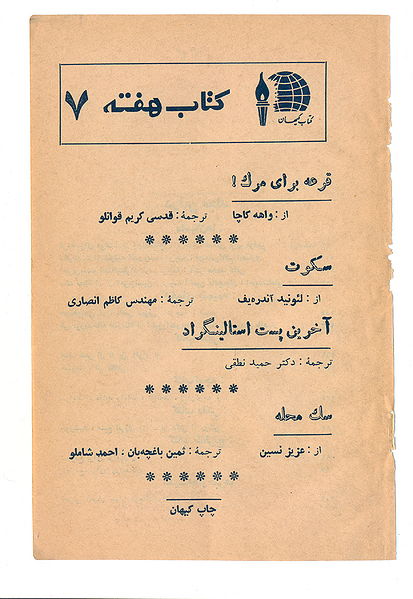 کتاب هفته ۷
کتاب کیهان
قرعه برای مرگ!
از : واهه کاچا ترجمهٔ : قدسی کریم قوانلو
سکوت
از : لئونید آندره‌یف ترجمهٔ : مهندس کاظم انصاری
آخرین پست استالینگراد
ترجمهٔ : دکتر حمید نطقی
سگ محله
از : عزیز نسین ترجمهٔ : ثمین باغچه‌بان ، احمد شاملو
چاپ کیهان